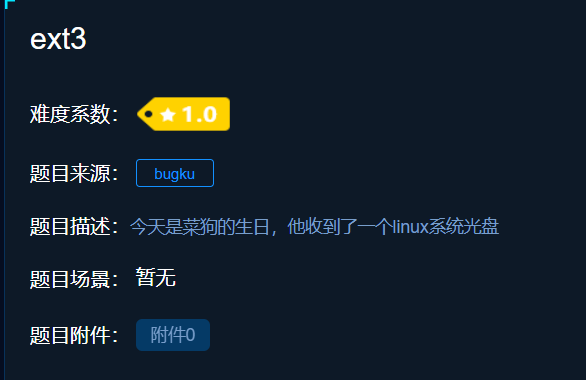 ext3
难度系数： 1.0
题目来源： bugku
题目描述： 今天是菜狗的生日，他收到了一个linux系统光盘
题目场景： 暂无
题目附件： 附件0